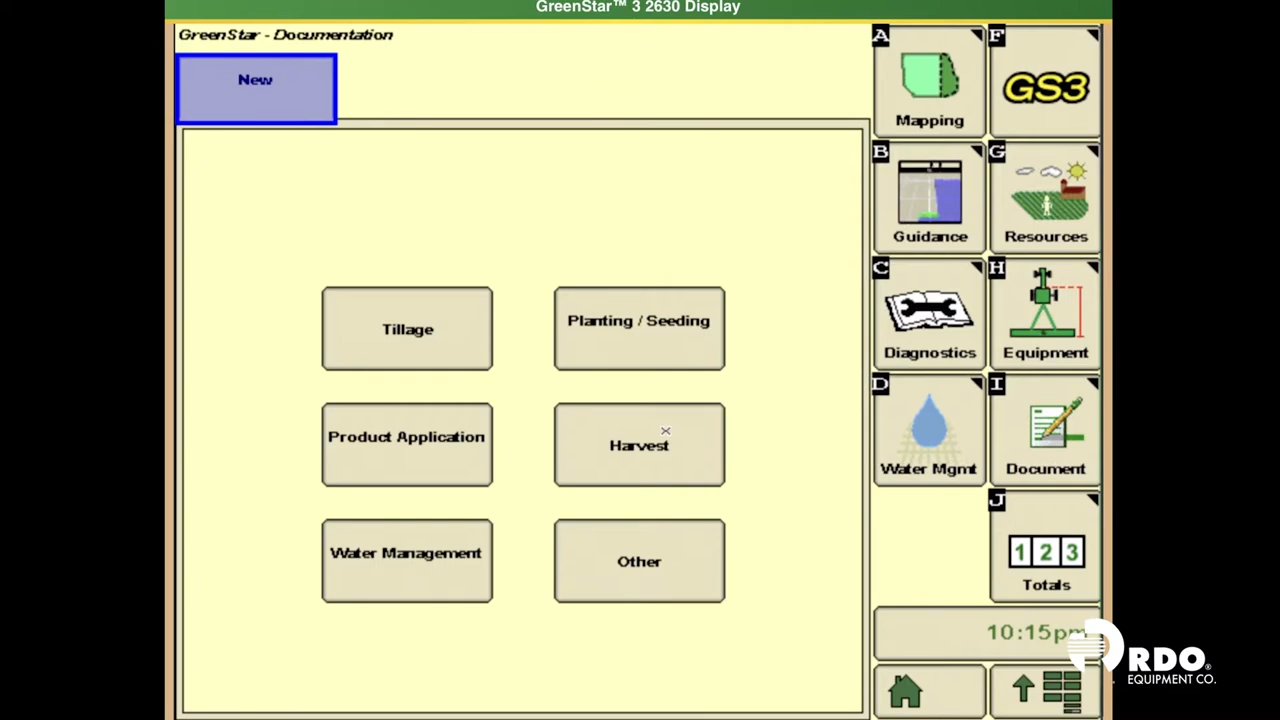 GreenStar™ 3 2630 Display
GreenStar - Documentation
New
Tillage
Planting / Seeding
Product Application
Harvest
Water Management
Other
A
Mapping
F
GS3
B
Guidance
G
Resources
C
Diagnostics
H
Equipment
D
Water Mgmt
I
Document
J
1 2 3
Totals
10:15pm
RDO®
EQUIPMENT CO.